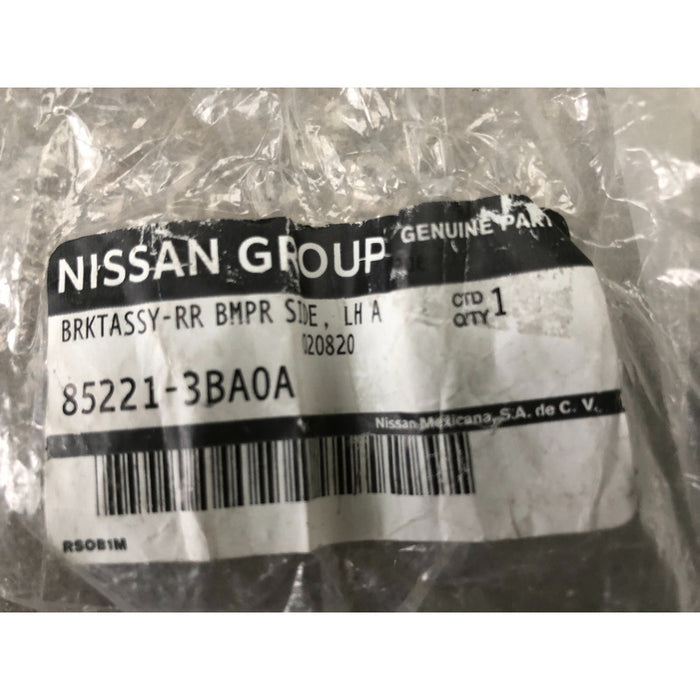 NISSAN GROUP
GENUINE PART
BRKTASSY-RR BMPR SIDE, LH A
020820
CTD
QTY 1
85221-3BA0A
Nissan Mexicana, S.A. de C. V.
RSOB1M